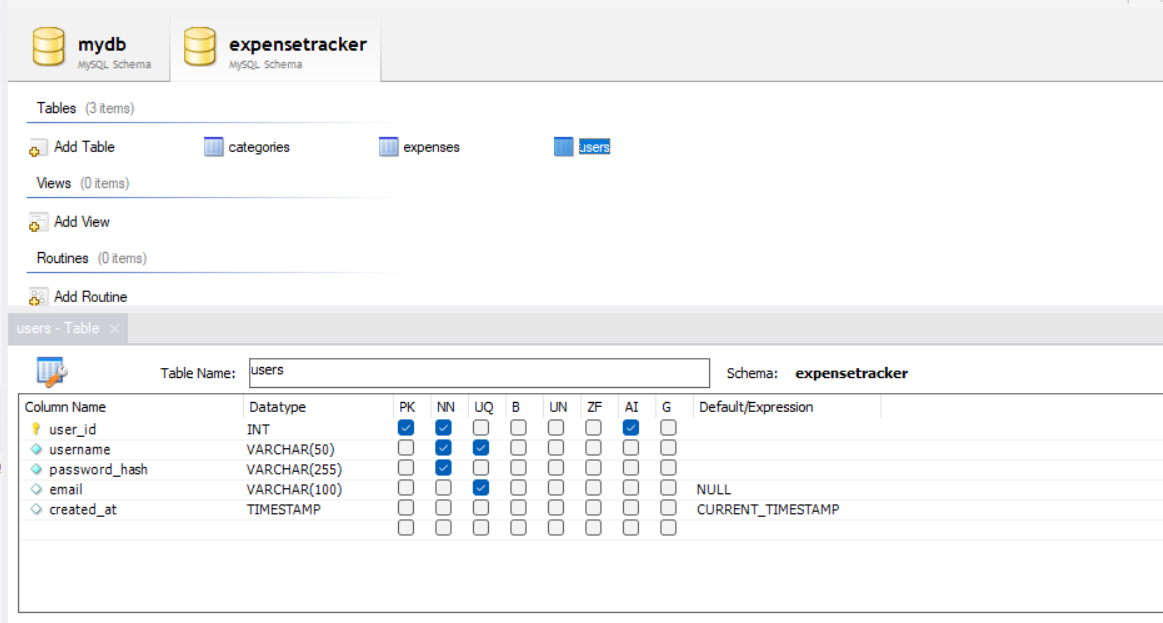 mydb
MySQL Schema
expensetracker
MySQL Schema
Tables (3 items)
Add Table categories expenses users
Views (0 items)
Add View
Routines (0 items)
Add Routine
users - Table
Table Name: users Schema: expensetracker
Column Name Datatype PK NN UQ B UN ZF AI G Default/Expression
user_id INT
username VARCHAR(50)
password_hash VARCHAR(255)
email VARCHAR(100) NULL
created_at TIMESTAMP CURRENT_TIMESTAMP